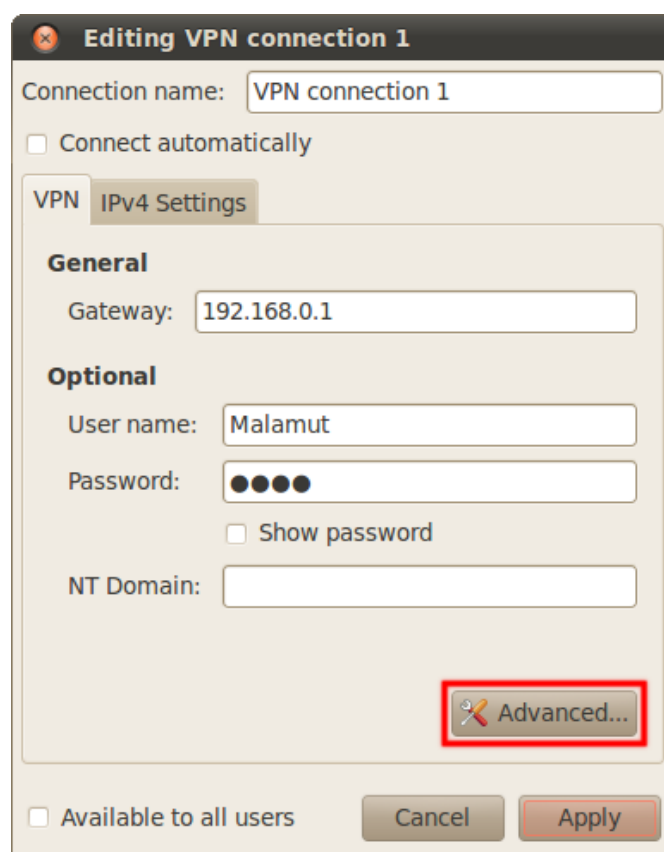 Editing VPN connection 1
Connection name: VPN connection 1
Connect automatically
VPN IPv4 Settings
General
Gateway: 192.168.0.1
Optional
User name: Malamut
Password: ●●●●
Show password
NT Domain:
Advanced...
Available to all users Cancel Apply